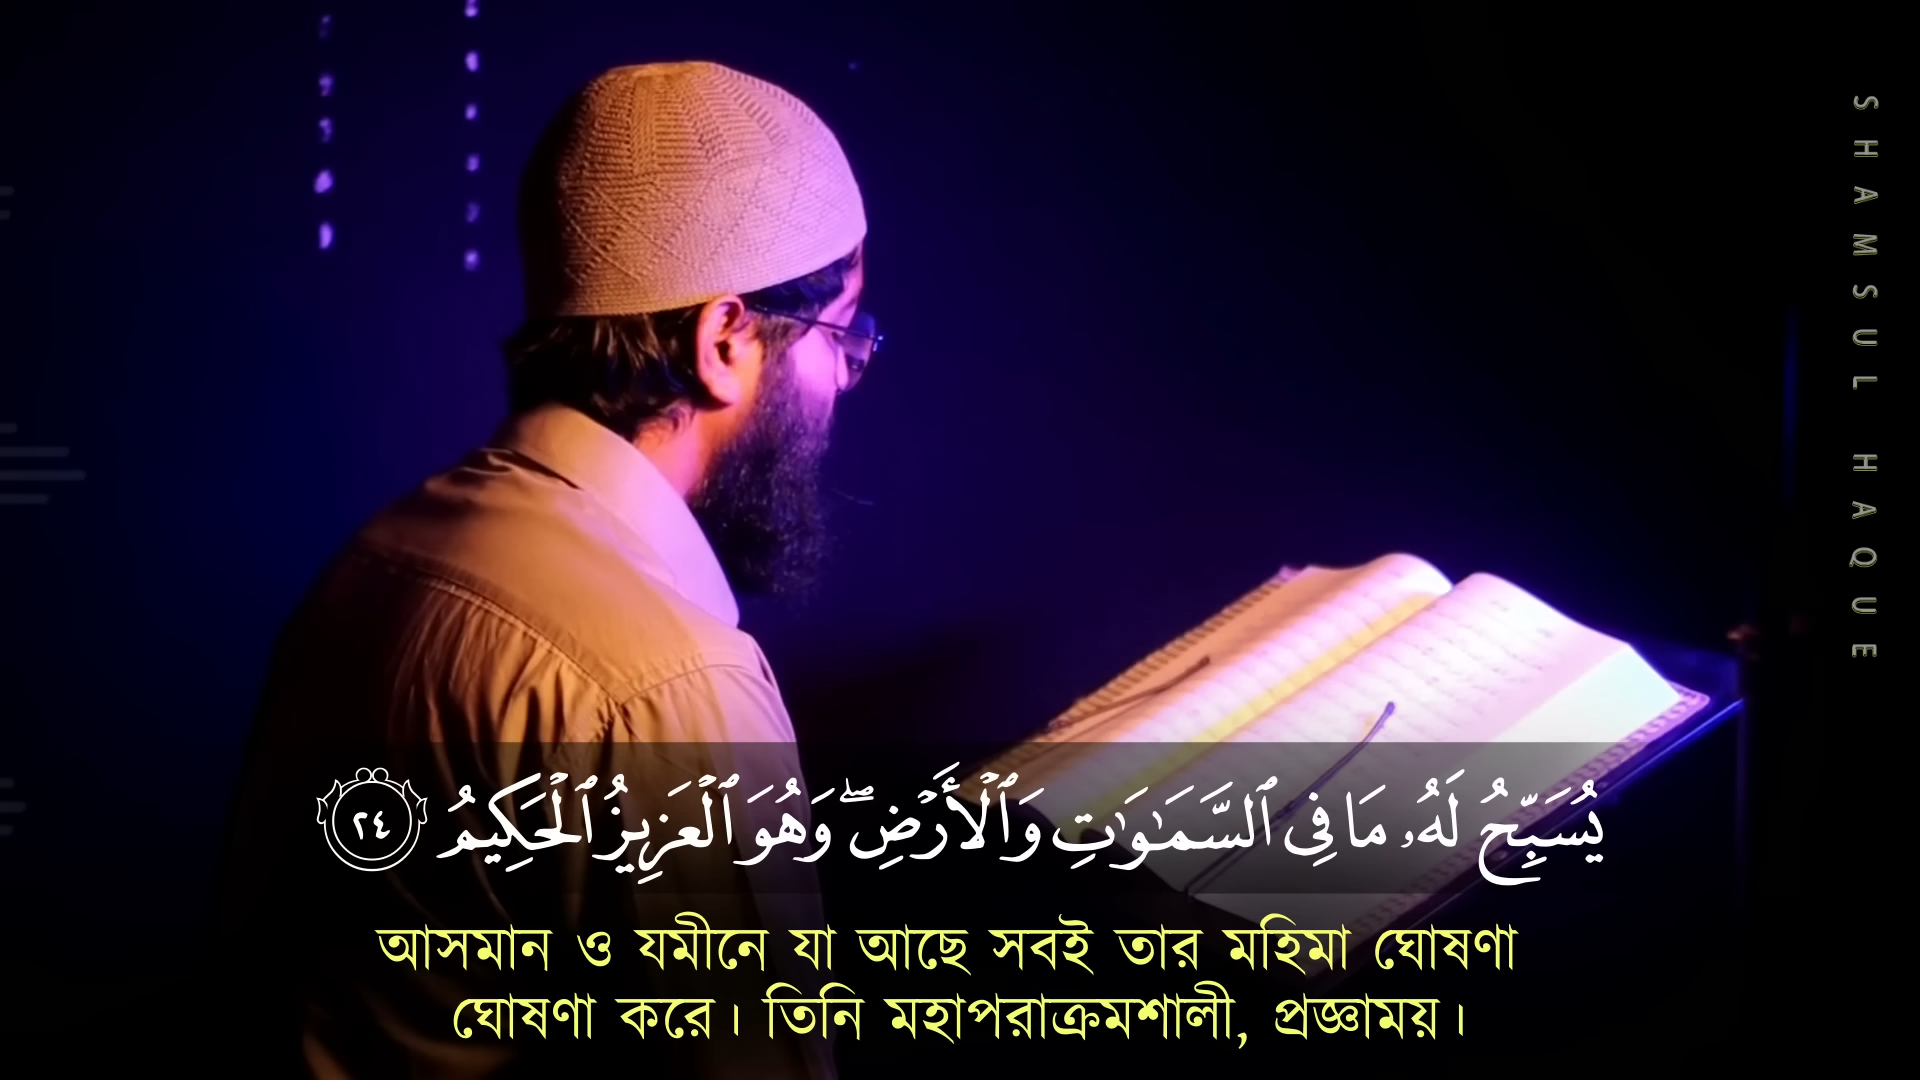 يُسَبِّحُ لَهُۥ مَا فِى ٱلسَّمَـٰوَٰتِ وَٱلْأَرْضِ ۖ وَهُوَ ٱلْعَزِيزُ ٱلْحَكِيمُ ٢٤
আসমান ও যমীনে যা আছে সবই তার মহিমা ঘোষণা
ঘোষণা করে। তিনি মহাপরাক্রমশালী, প্রজ্ঞাময়।
SHAMSUL HAQUE